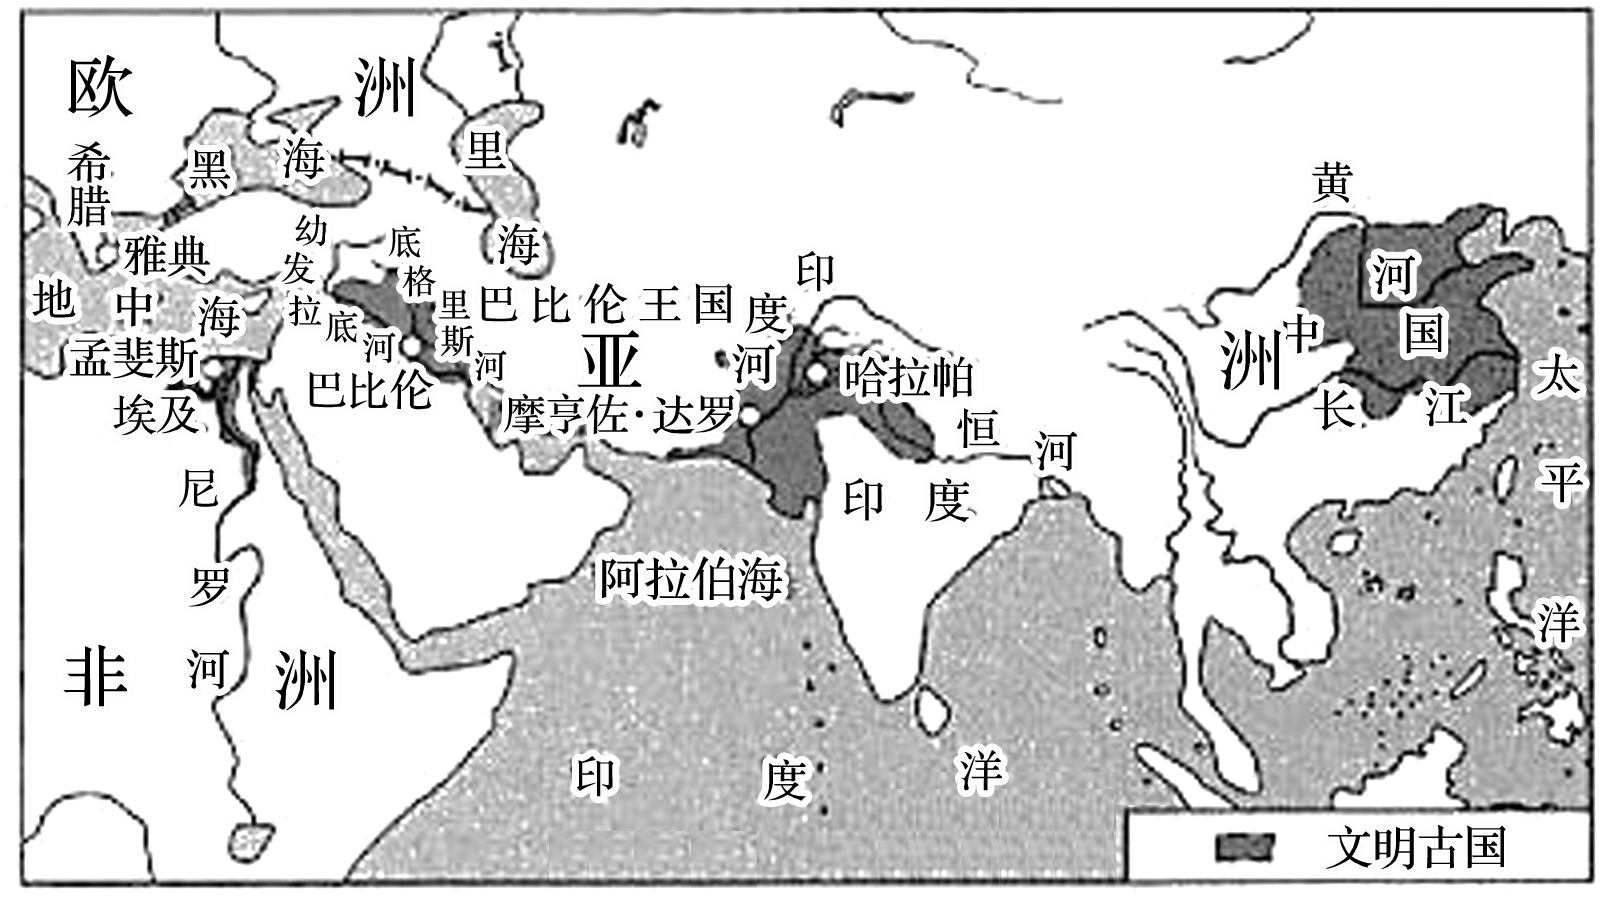 欧洲
希腊
黑海
里海
雅典
地中海
幼发拉底河
底格里斯河
巴比伦王国
印度河
亚洲
孟斐斯
埃及
巴比伦
摩亨佐·达罗
哈拉帕
恒河
印度
黄河
中国
长江
太平洋
尼罗河
非洲
阿拉伯海
印度洋
文明古国